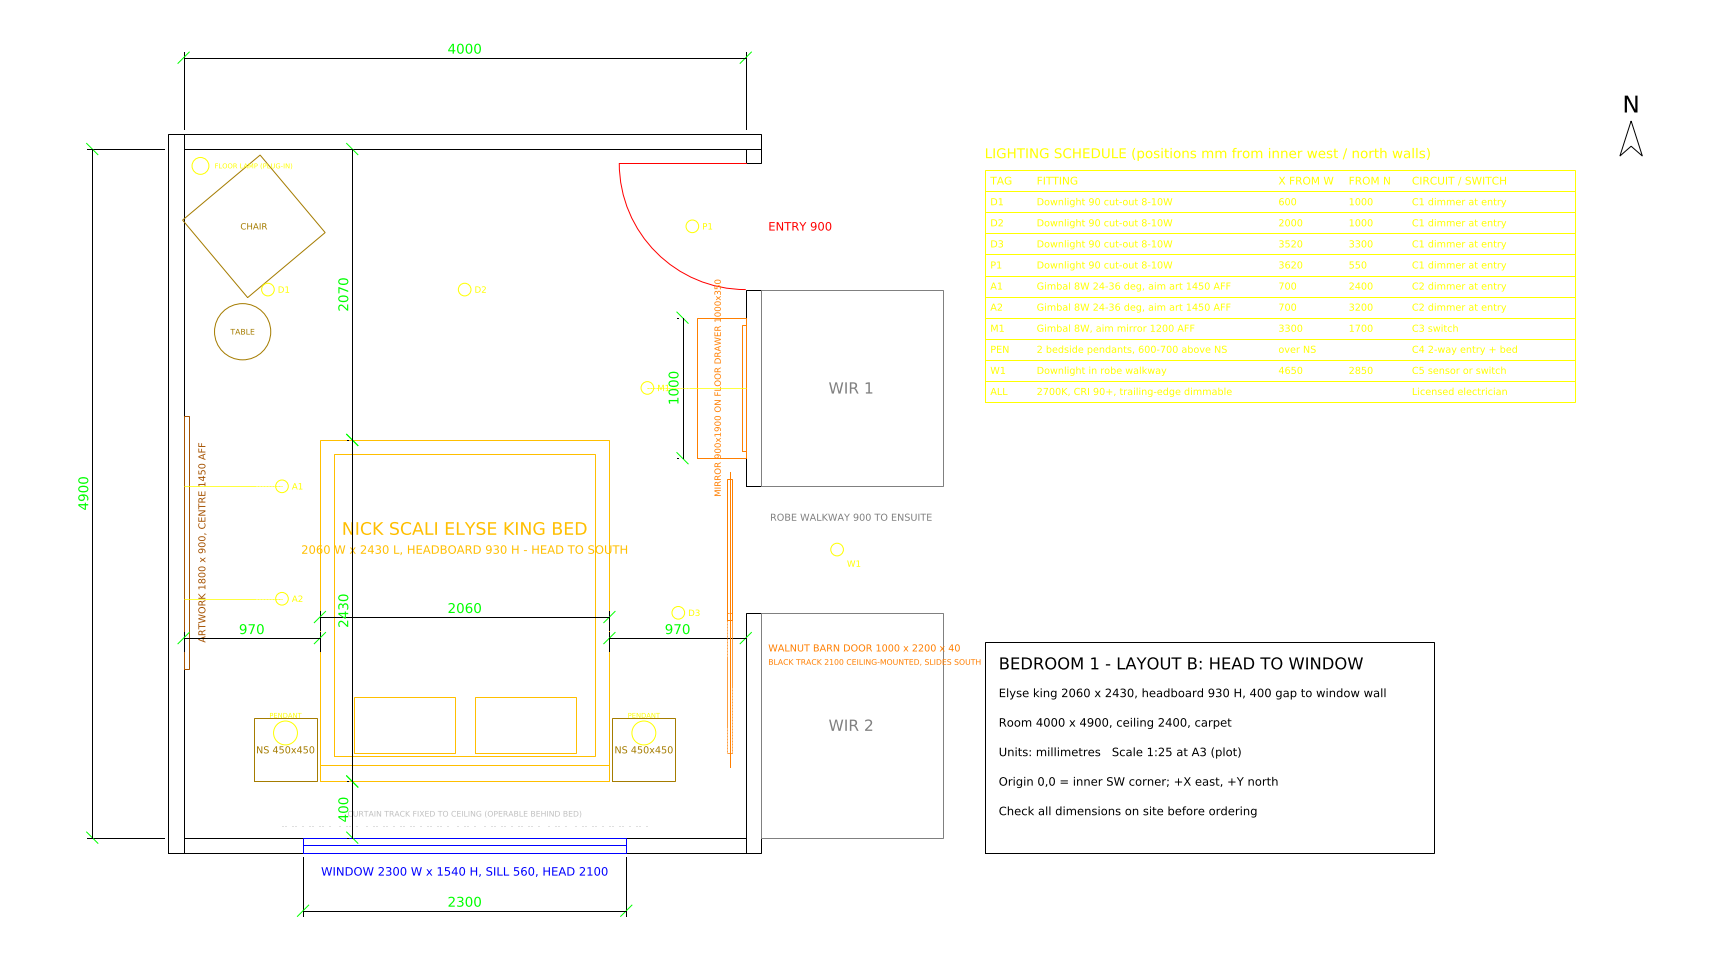 4000
N
LIGHTING SCHEDULE (positions mm from inner west / north walls)
TAG FITTING X FROM W FROM N CIRCUIT / SWITCH
D1 Downlight 90 cut-out 8-10W 600 1000 C1 dimmer at entry
D2 Downlight 90 cut-out 8-10W 2000 1000 C1 dimmer at entry
D3 Downlight 90 cut-out 8-10W 3520 3300 C1 dimmer at entry
P1 Downlight 90 cut-out 8-10W 3620 550 C1 dimmer at entry
A1 Gimbal 8W 24-36 deg, aim art 1450 AFF 700 2400 C2 dimmer at entry
A2 Gimbal 8W 24-36 deg, aim art 1450 AFF 700 3200 C2 dimmer at entry
M1 Gimbal 8W, aim mirror 1200 AFF 3300 1700 C3 switch
PEN 2 bedside pendants, 600-700 above NS over NS C4 2-way entry + bed
W1 Downlight in robe walkway 4650 2850 C5 sensor or switch
ALL 2700K, CRI 90+, trailing-edge dimmable Licensed electrician
CHAIR
P1
ENTRY 900
D1
D2
2070
TABLE
MIRROR 900x1900 ON FLOOR DRAWER 1000x350
1000
WIR 1
4900
ARTWORK 1800 x 900, CENTRE 1450 AFF
A1
NICK SCALI ELYSE KING BED
2060 W x 2430 L, HEADBOARD 930 H - HEAD TO SOUTH
ROBE WALKWAY 900 TO ENSUITE
W1
A2
2430
2060
D3
970
970
WALNUT BARN DOOR 1000 x 2200 x 40
BLACK TRACK 2100 CEILING-MOUNTED, SLIDES SOUTH
PENDANT
PENDANT
NS 450x450
NS 450x450
WIR 2
400
CURTAIN TRACK FIXED TO CEILING (OPERABLE BEHIND BED)
WINDOW 2300 W x 1540 H, SILL 560, HEAD 2100
2300
BEDROOM 1 - LAYOUT B: HEAD TO WINDOW
Elyse king 2060 x 2430, headboard 930 H, 400 gap to window wall
Room 4000 x 4900, ceiling 2400, carpet
Units: millimetres Scale 1:25 at A3 (plot)
Origin 0,0 = inner SW corner; +X east, +Y north
Check all dimensions on site before ordering